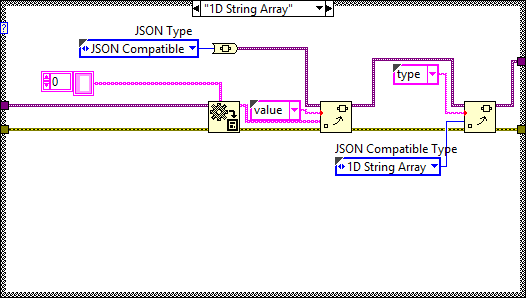 "1D String Array"
?
JSON Type
JSON Compatible
0
value
type
JSON Compatible Type
1D String Array